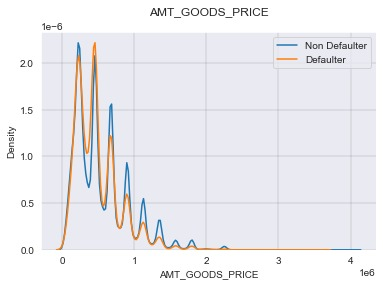 AMT_GOODS_PRICE
1e−6
Non Defaulter
Defaulter
2.0
1.5
1.0
0.5
0.0
Density
0 1 2 3 4
1e6
AMT_GOODS_PRICE